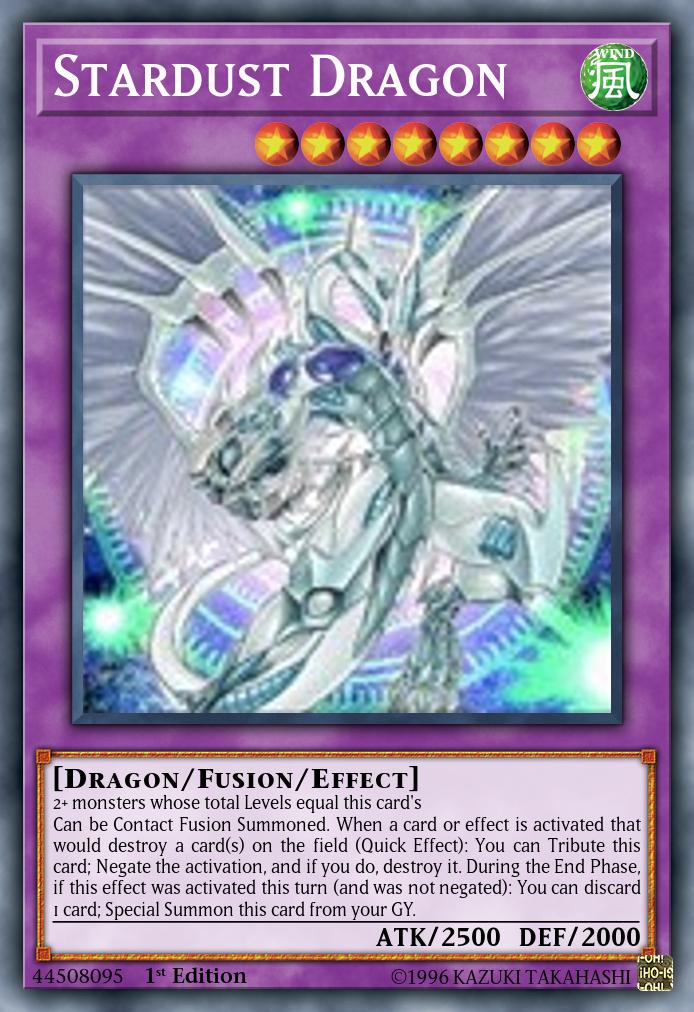 Stardust Dragon
WIND
風
[Dragon/Fusion/Effect]
2+ monsters whose total Levels equal this card's
Can be Contact Fusion Summoned. When a card or effect is activated that
would destroy a card(s) on the field (Quick Effect): You can Tribute this
card; Negate the activation, and if you do, destroy it. During the End Phase,
if this effect was activated this turn (and was not negated): You can discard
1 card; Special Summon this card from your GY.
ATK/2500 DEF/2000
44508095 1st Edition ©1996 KAZUKI TAKAHASHI